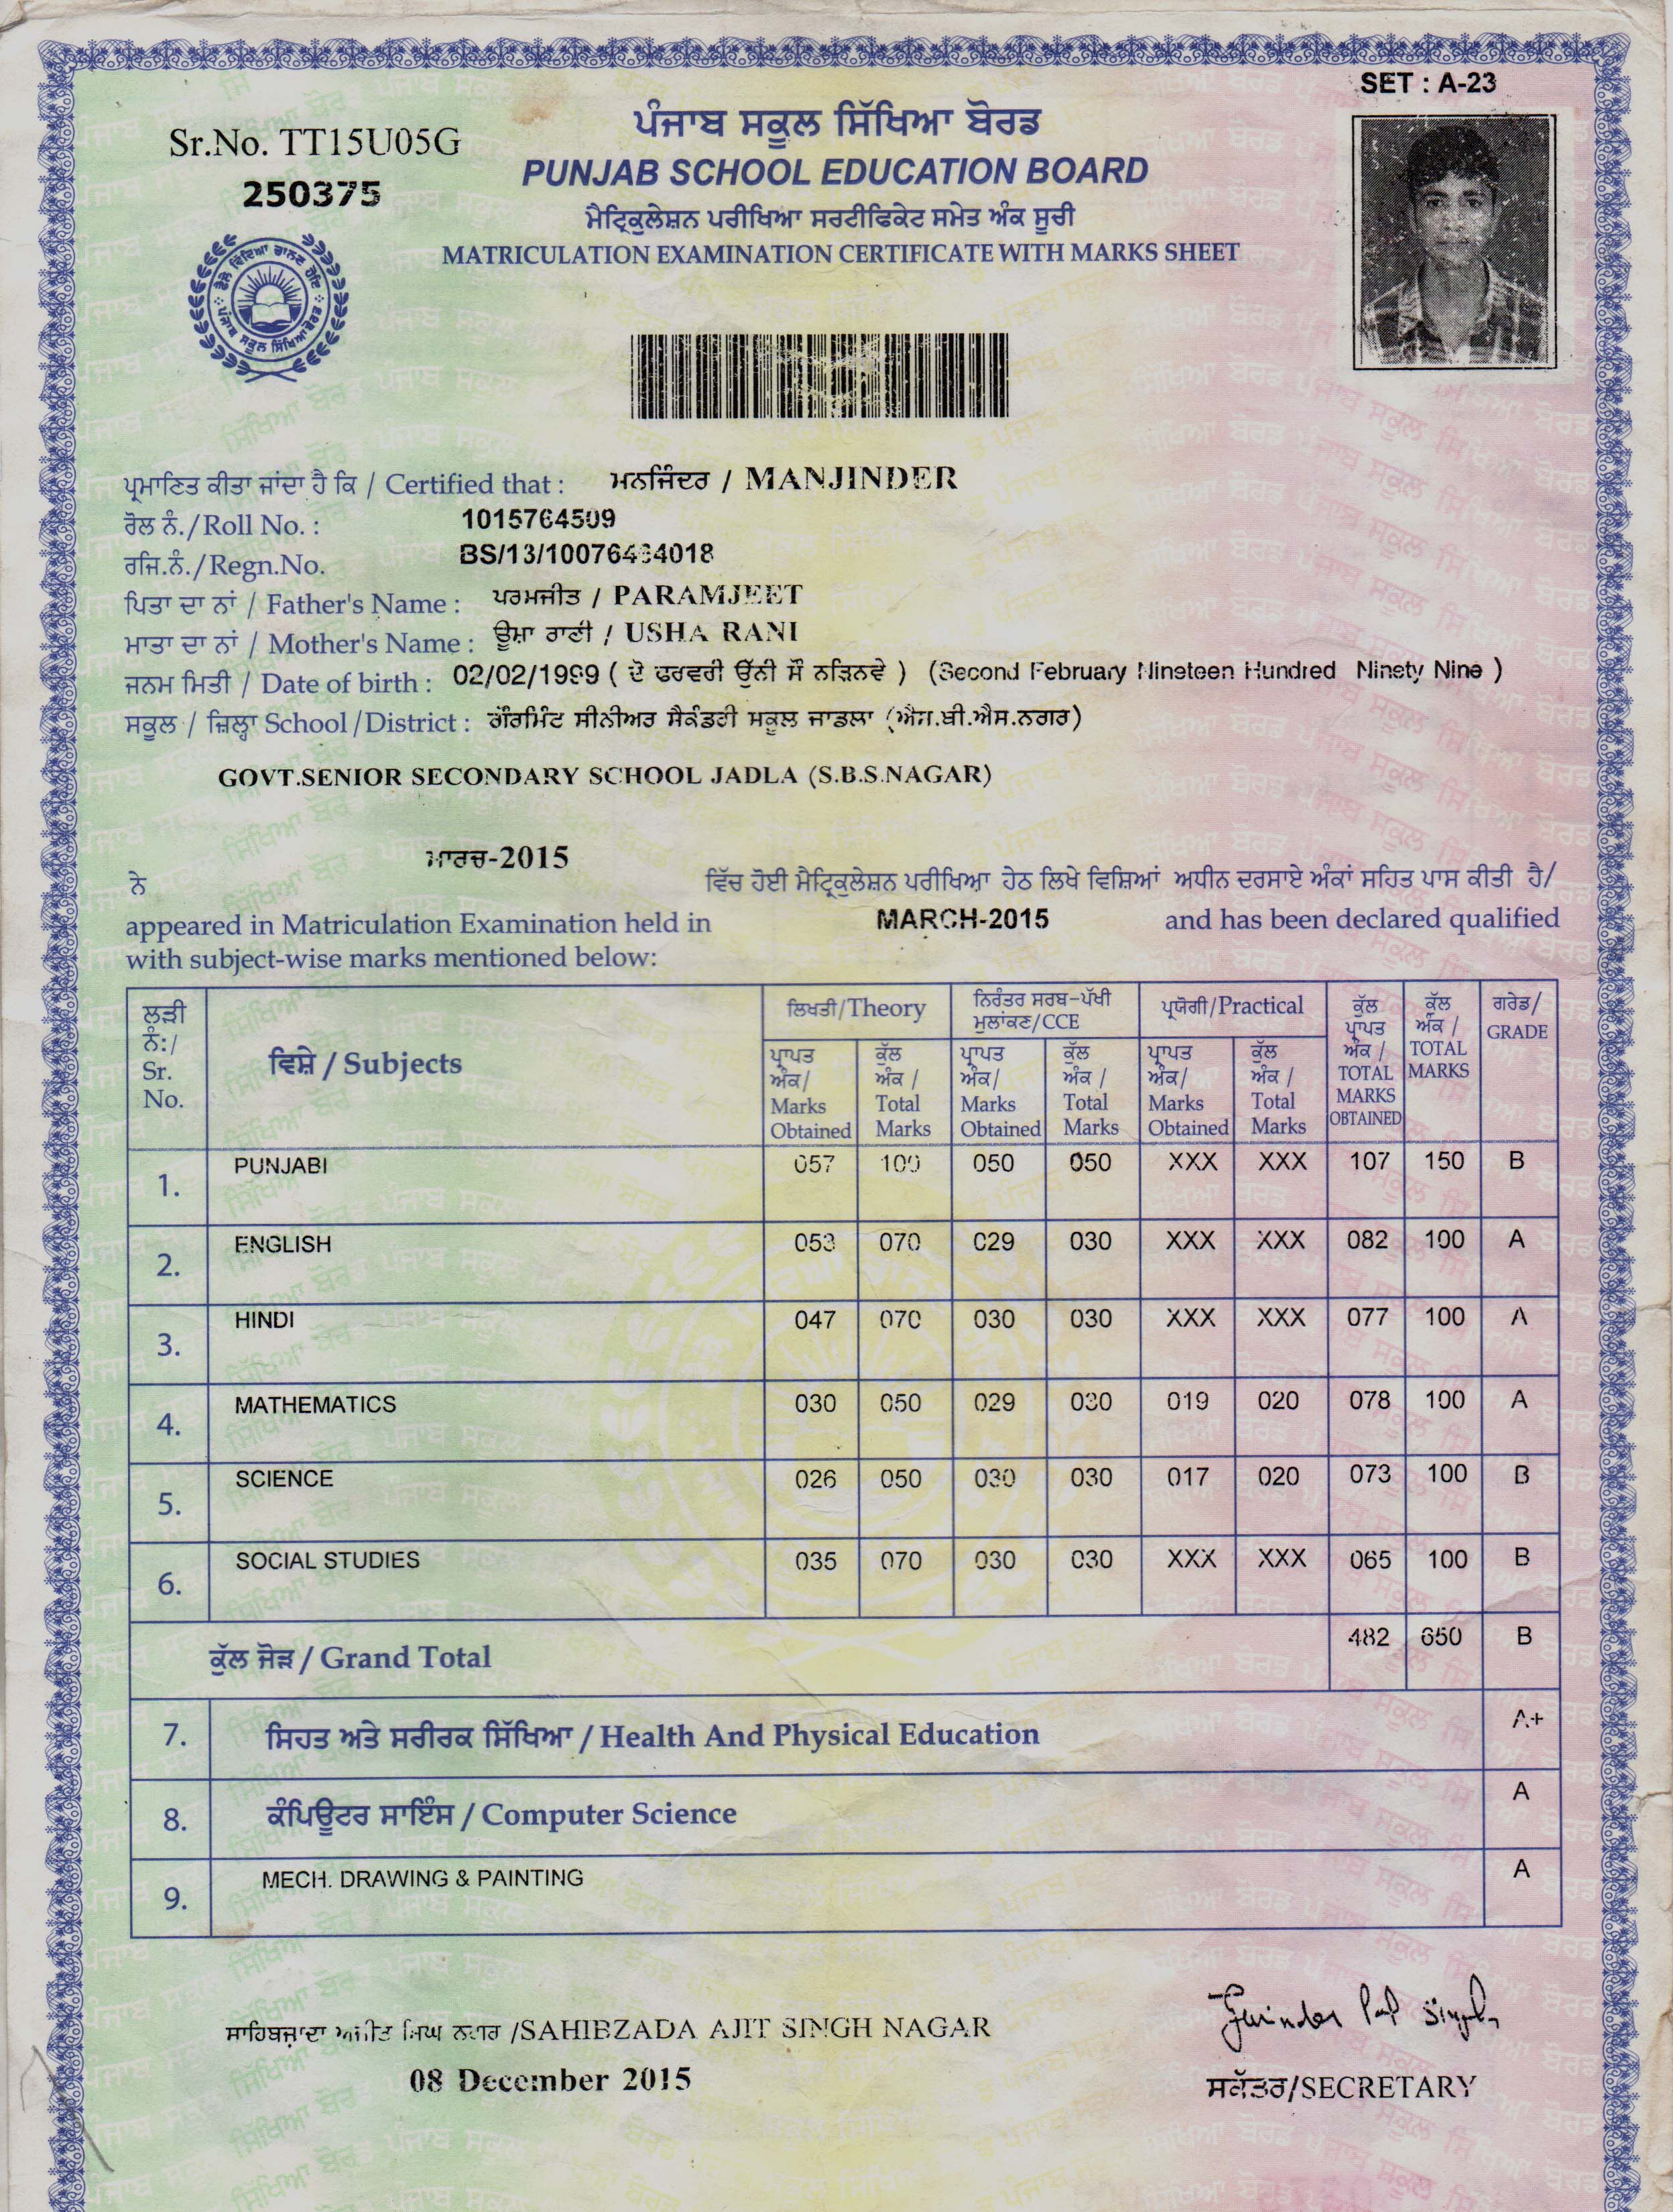 SET : A-23
Sr.No. TT15U05G
250375
ਪੰਜਾਬ ਸਕੂਲ ਸਿੱਖਿਆ ਬੋਰਡ
PUNJAB SCHOOL EDUCATION BOARD
ਮੈਟ੍ਰਿਕੁਲੇਸ਼ਨ ਪਰੀਖਿਆ ਸਰਟੀਫਿਕੇਟ ਸਮੇਤ ਅੰਕ ਸੂਚੀ
MATRICULATION EXAMINATION CERTIFICATE WITH MARKS SHEET
ਪ੍ਰਮਾਣਿਤ ਕੀਤਾ ਜਾਂਦਾ ਹੈ ਕਿ / Certified that : ਮਨਜਿੰਦਰ / MANJINDER
ਰੋਲ ਨੰ./Roll No. : 1015764509
ਰਜਿ.ਨੰ./Regn.No.
ਪਿਤਾ ਦਾ ਨਾਂ / Father's Name : ਪਰਮਜੀਤ / PARAMJEET
ਮਾਤਾ ਦਾ ਨਾਂ / Mother's Name : ਊਸ਼ਾ ਰਾਣੀ / USHA RANI
ਜਨਮ ਮਿਤੀ / Date of birth : 02/02/1999 ( ਦੋ ਫਰਵਰੀ ਉੱਨੀ ਸੌ ਨੜਿਨਵੇ ) (Second February Nineteen Hundred Ninety Nine )
ਸਕੂਲ / ਜ਼ਿਲ੍ਹਾ School/District : ਗੌਰਮਿੰਟ ਸੀਨੀਅਰ ਸੈਕੰਡਰੀ ਸਕੂਲ ਜਾਡਲਾ (ਐਸ.ਬੀ.ਐਸ.ਨਗਰ)
GOVT.SENIOR SECONDARY SCHOOL JADLA (S.B.S.NAGAR)
ਮਾਰਚ-2015
ਨੇ ਵਿੱਚ ਹੋਈ ਮੈਟ੍ਰਿਕੁਲੇਸ਼ਨ ਪਰੀਖਿਆ ਹੇਠ ਲਿਖੇ ਵਿਸ਼ਿਆਂ ਅਧੀਨ ਦਰਸਾਏ ਅੰਕਾਂ ਸਹਿਤ ਪਾਸ ਕੀਤੀ ਹੈ/
appeared in Matriculation Examination held in MARCH-2015 and has been declared qualified
with subject-wise marks mentioned below:
ਲੜੀ ਨੰ:/ Sr. No.
ਵਿਸ਼ੇ / Subjects
ਲਿਖਤੀ/Theory
ਨਿਰੰਤਰ ਸਰਬ-ਪੱਖੀ ਮੁਲਾਂਕਣ/CCE
ਪ੍ਰਯੋਗੀ/Practical
ਕੁੱਲ ਪ੍ਰਾਪਤ ਅੰਕ / TOTAL MARKS OBTAINED
ਕੁੱਲ ਅੰਕ / TOTAL MARKS
ਗਰੇਡ/ GRADE
ਪ੍ਰਾਪਤ ਅੰਕ/ Marks Obtained
ਕੁੱਲ ਅੰਕ / Total Marks
ਪ੍ਰਾਪਤ ਅੰਕ/ Marks Obtained
ਕੁੱਲ ਅੰਕ / Total Marks
ਪ੍ਰਾਪਤ ਅੰਕ/ Marks Obtained
ਕੁੱਲ ਅੰਕ / Total Marks
1. PUNJABI 057 100 050 050 XXX XXX 107 150 B
2. ENGLISH 053 070 029 030 XXX XXX 082 100 A
3. HINDI 047 070 030 030 XXX XXX 077 100 A
4. MATHEMATICS 030 050 029 030 019 020 078 100 A
5. SCIENCE 026 050 030 030 017 020 073 100 B
6. SOCIAL STUDIES 035 070 030 030 XXX XXX 065 100 B
ਕੁੱਲ ਜੋੜ / Grand Total 482 650 B
7. ਸਿਹਤ ਅਤੇ ਸਰੀਰਕ ਸਿੱਖਿਆ / Health And Physical Education A+
8. ਕੰਪਿਊਟਰ ਸਾਇੰਸ / Computer Science A
9. MECH. DRAWING & PAINTING A
ਸਾਹਿਬਜ਼ਾਦਾ ਅਜੀਤ ਸਿੰਘ ਨਗਰ /SAHIBZADA AJIT SINGH NAGAR
08 December 2015
Gurinder Pal Singh
ਸਕੱਤਰ/SECRETARY